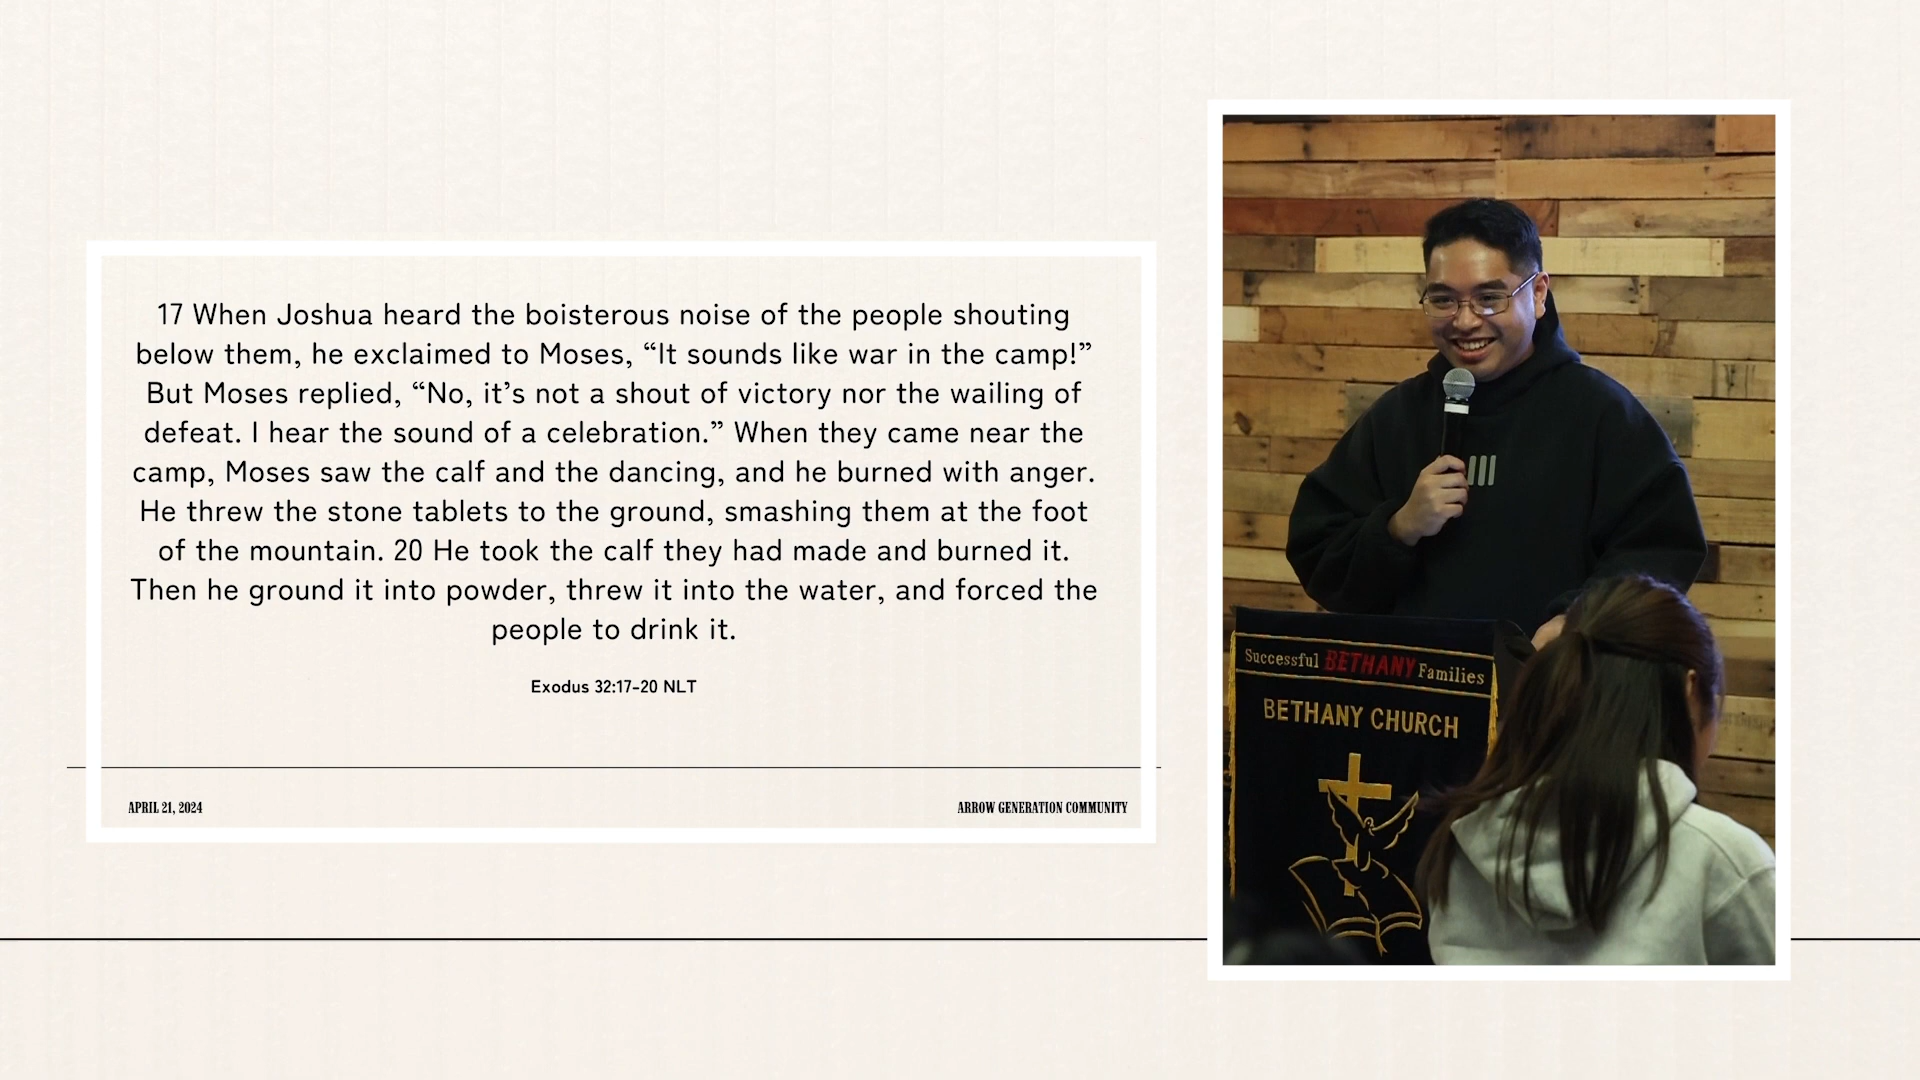 17 When Joshua heard the boisterous noise of the people shouting
below them, he exclaimed to Moses, “It sounds like war in the camp!”
But Moses replied, “No, it’s not a shout of victory nor the wailing of
defeat. I hear the sound of a celebration.” When they came near the
camp, Moses saw the calf and the dancing, and he burned with anger.
He threw the stone tablets to the ground, smashing them at the foot
of the mountain. 20 He took the calf they had made and burned it.
Then he ground it into powder, threw it into the water, and forced the
people to drink it.
Exodus 32:17-20 NLT
APRIL 21, 2024
ARROW GENERATION COMMUNITY
Successful BETHANY Families
BETHANY CHURCH